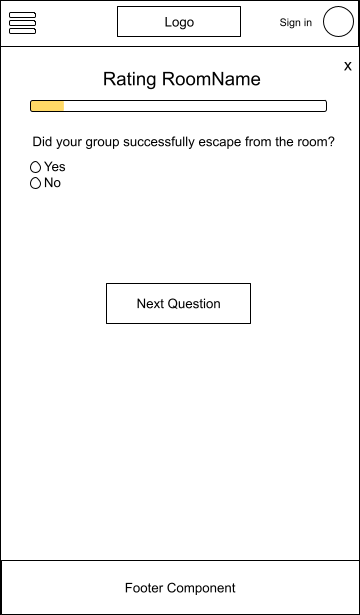 Logo
Sign in
x
Rating RoomName
Did your group successfully escape from the room?
Yes
No
Next Question
Footer Component